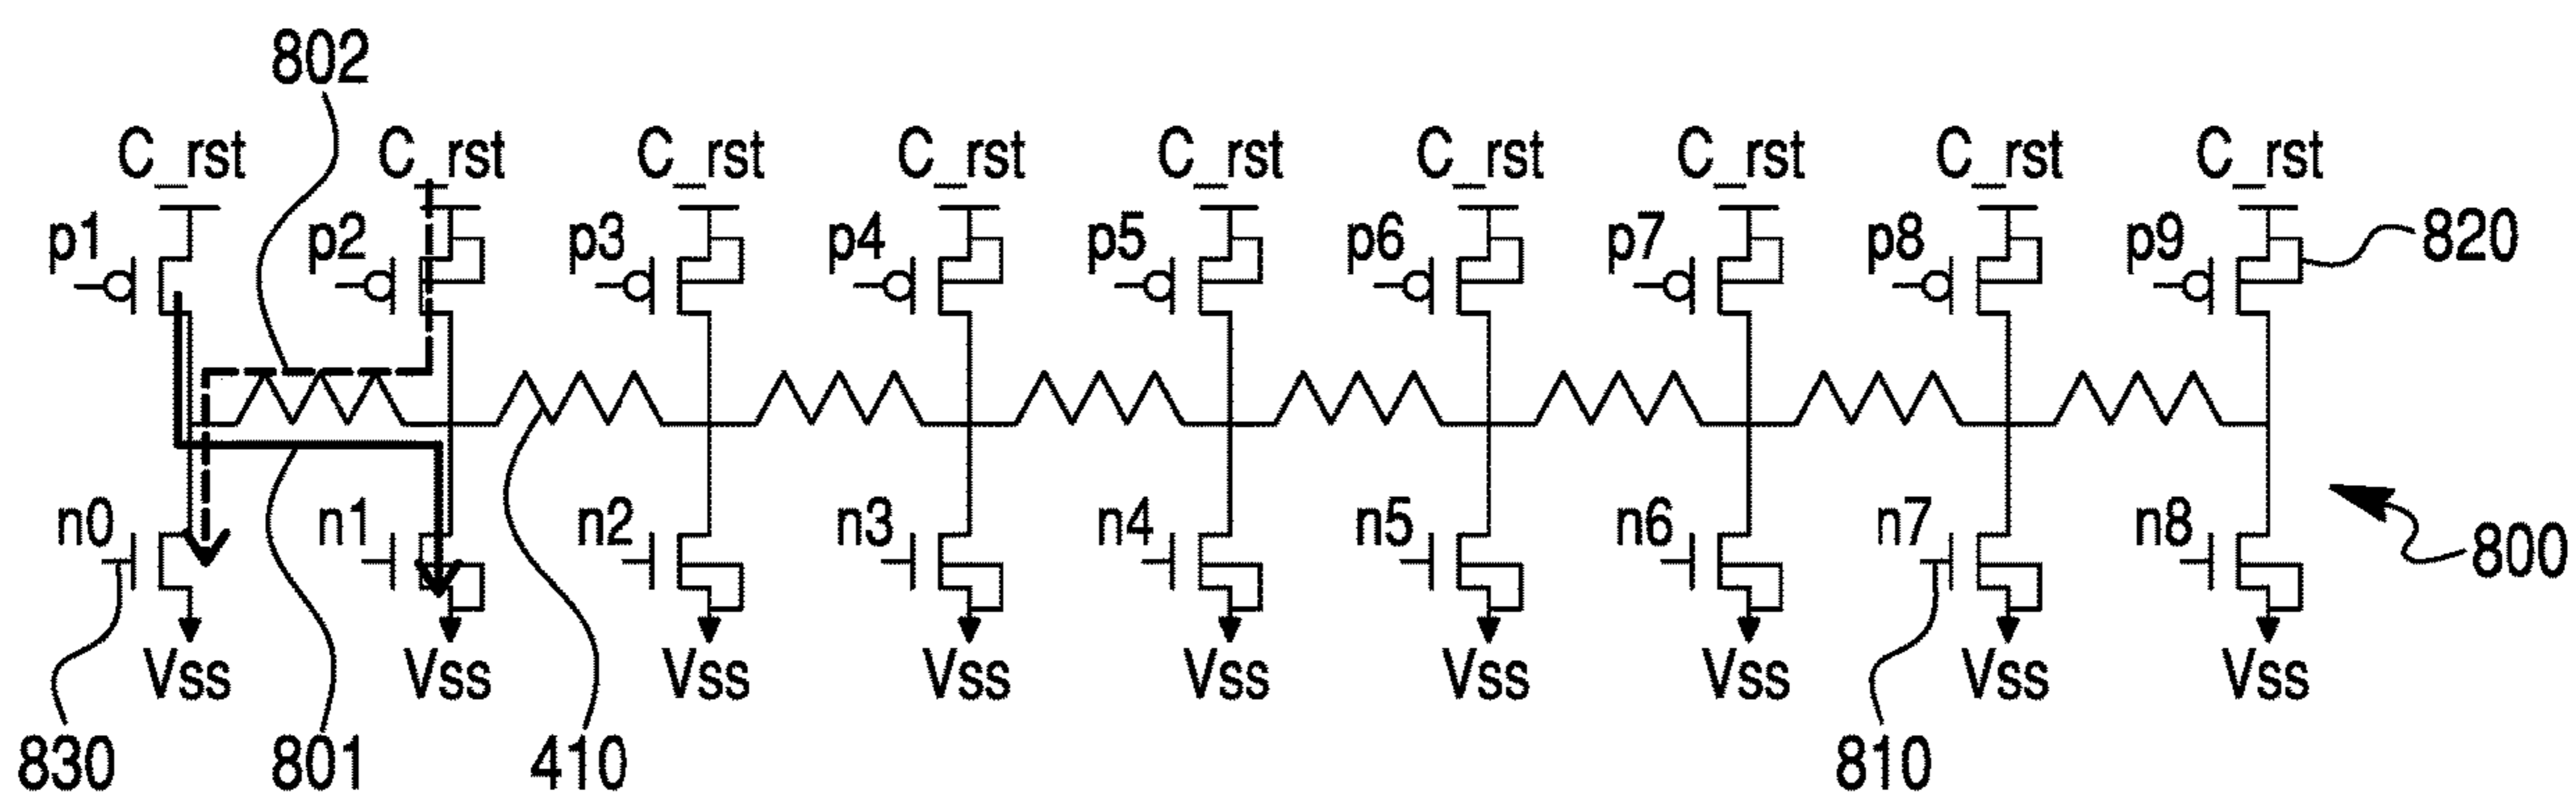 802
C_rst C_rst C_rst C_rst C_rst C_rst C_rst C_rst C_rst
p1 p2 p3 p4 p5 p6 p7 p8 p9 820
n0 n1 n2 n3 n4 n5 n6 n7 n8 800
Vss Vss Vss Vss Vss Vss Vss Vss Vss
830 801 410 810